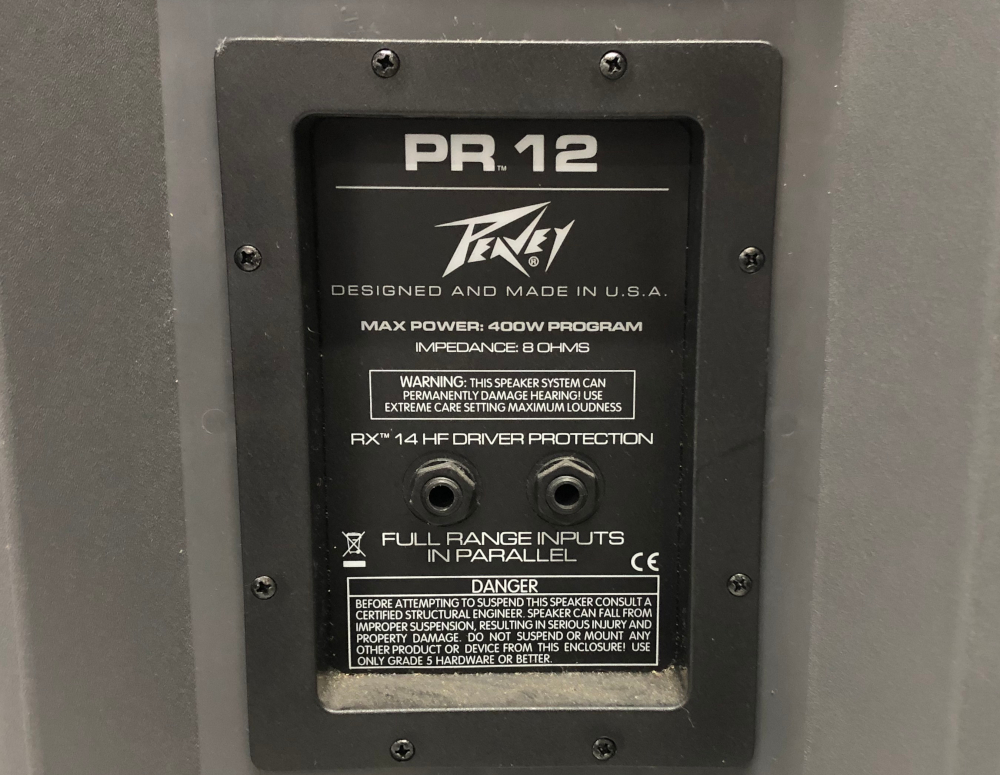 PR™ 12
PEAVEY®
DESIGNED AND MADE IN U.S.A.
MAX POWER: 400W PROGRAM
IMPEDANCE: 8 OHMS
WARNING: THIS SPEAKER SYSTEM CAN
PERMANENTLY DAMAGE HEARING! USE
EXTREME CARE SETTING MAXIMUM LOUDNESS
RX™ 14 HF DRIVER PROTECTION
FULL RANGE INPUTS
IN PARALLEL
CE
DANGER
BEFORE ATTEMPTING TO SUSPEND THIS SPEAKER CONSULT A
CERTIFIED STRUCTURAL ENGINEER. SPEAKER CAN FALL FROM
IMPROPER SUSPENSION, RESULTING IN SERIOUS INJURY AND
PROPERTY DAMAGE. DO NOT SUSPEND OR MOUNT ANY
OTHER PRODUCT OR DEVICE FROM THIS ENCLOSURE! USE
ONLY GRADE 5 HARDWARE OR BETTER.